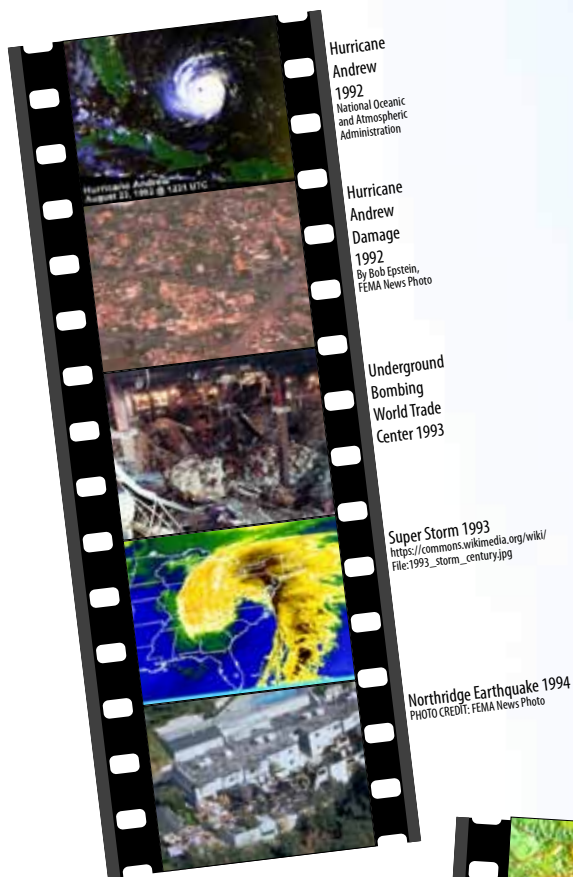 Hurricane
Andrew
1992
National Oceanic
and Atmospheric
Administration
Hurricane Andrew
August 23, 1992 @ 1231 UTC
Hurricane
Andrew
Damage
1992
By Bob Epstein,
FEMA News Photo
Underground
Bombing
World Trade
Center 1993
Super Storm 1993
https://commons.wikimedia.org/wiki/
File:1993_storm_century.jpg
Northridge Earthquake 1994
PHOTO CREDIT: FEMA News Photo